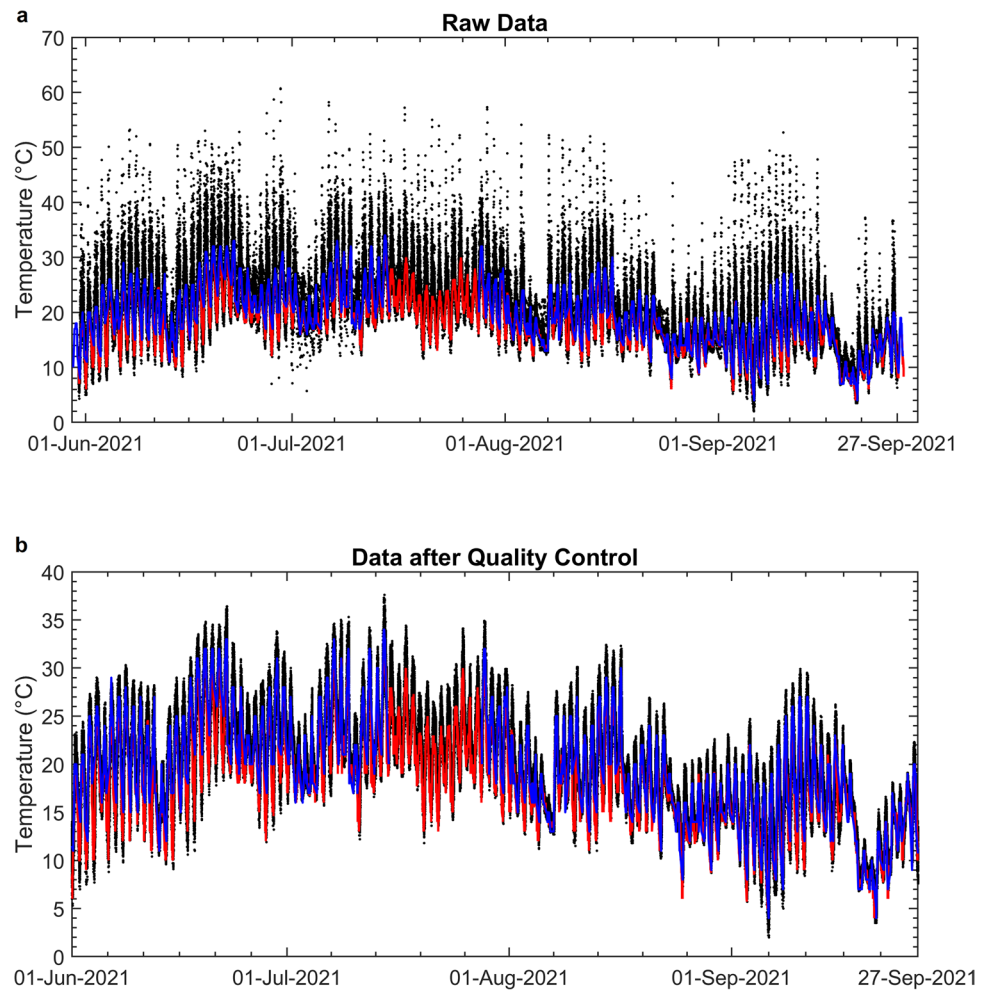 a
Raw Data
70
60
50
40
30
20
10
0
Temperature (°C)
01-Jun-2021 01-Jul-2021 01-Aug-2021 01-Sep-2021 27-Sep-2021
b
Data after Quality Control
40
35
30
25
20
15
10
5
0
Temperature (°C)
01-Jun-2021 01-Jul-2021 01-Aug-2021 01-Sep-2021 27-Sep-2021